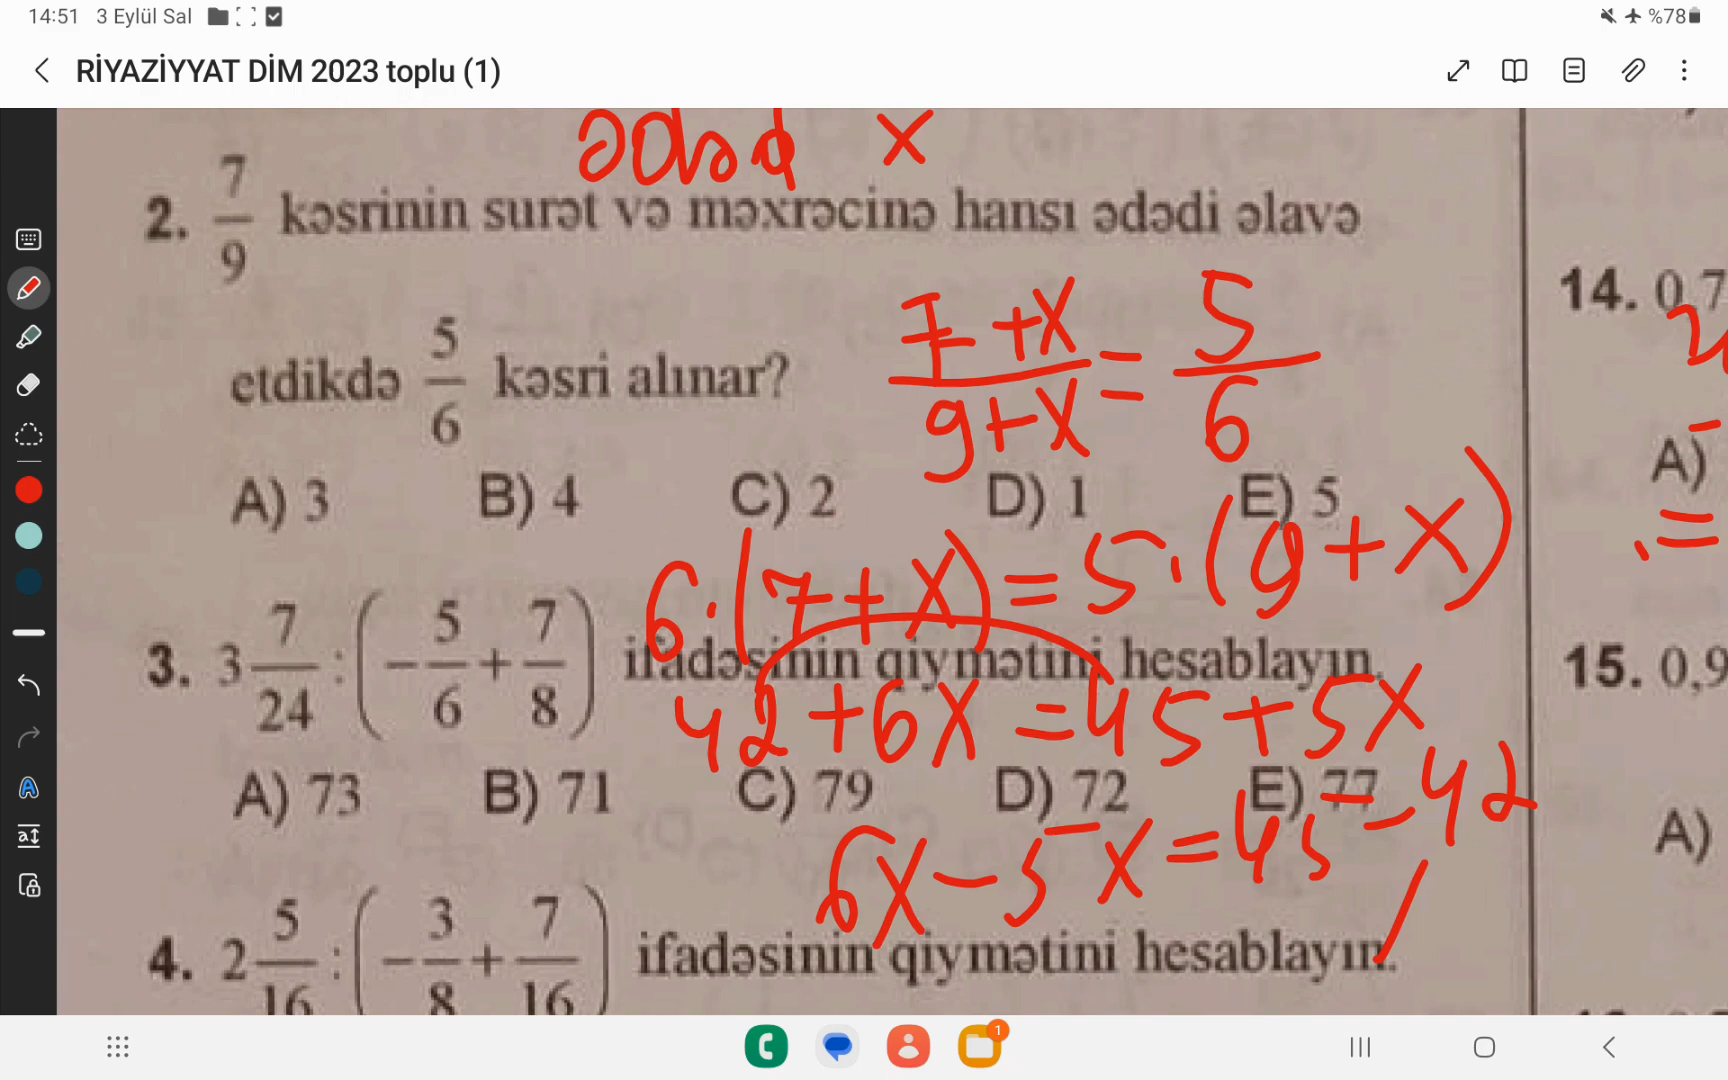 14:51 3 Eylül Sal %78
RİYAZİYYAT DİM 2023 toplu (1)
ədəd x
2. 7/9 kəsrinin surət və məxrəcinə hansı ədədi əlavə
etdikdə 5/6 kəsri alınar?
7+x/9+x = 5/6
A) 3 B) 4 C) 2 D) 1 E) 5
6·(7+x)=5·(9+x)
3. 3 7/24 : (-5/6 + 7/8) ifadəsinin qiymətini hesablayın.
42+6x=45+5x
A) 73 B) 71 C) 79 D) 72 E) 77
6x-5x=45-42
4. 2 5/16 : (-3/8 + 7/16) ifadəsinin qiymətini hesablayın.
14. 0,7
A)
=
15. 0,9
A)
1